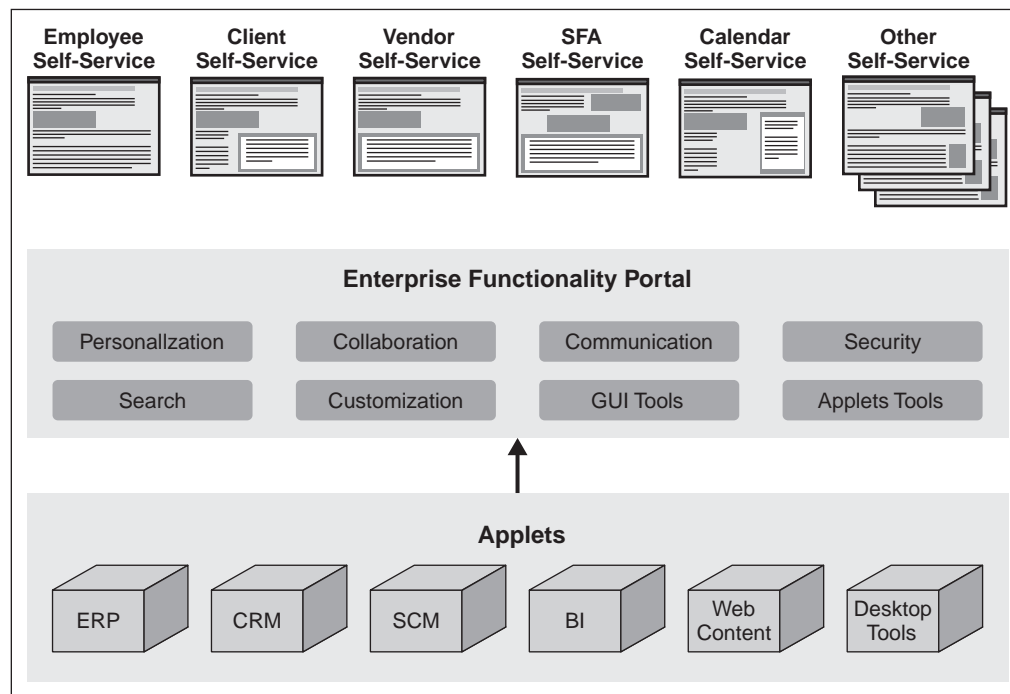 Employee
Self-Service
Client
Self-Service
Vendor
Self-Service
SFA
Self-Service
Calendar
Self-Service
Other
Self-Service
Enterprise Functionality Portal
Personallzation
Collaboration
Communication
Security
Search
Customization
GUI Tools
Applets Tools
Applets
ERP
CRM
SCM
BI
Web
Content
Desktop
Tools